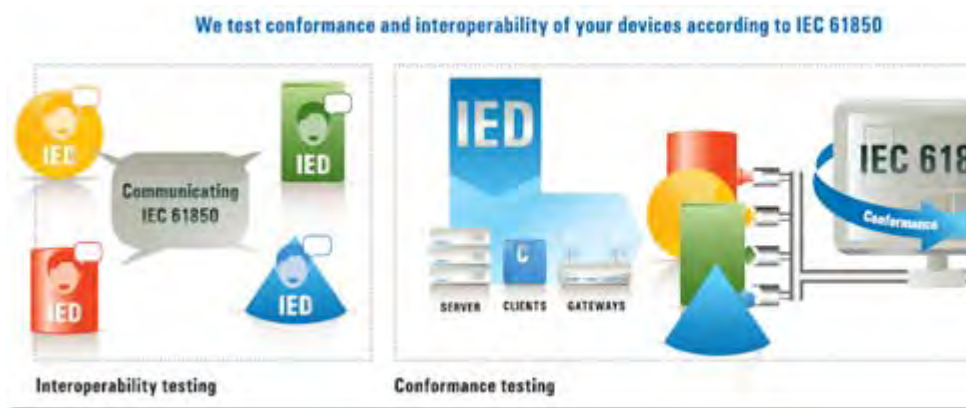 We test conformance and interoperability of your devices according to IEC 61850
IED
IED
Communicating
IEC 61850
IED
IED
Interoperability testing
IED
C
SERVER
CLIENTS
GATEWAYS
IEC 618
Conformance
Conformance testing